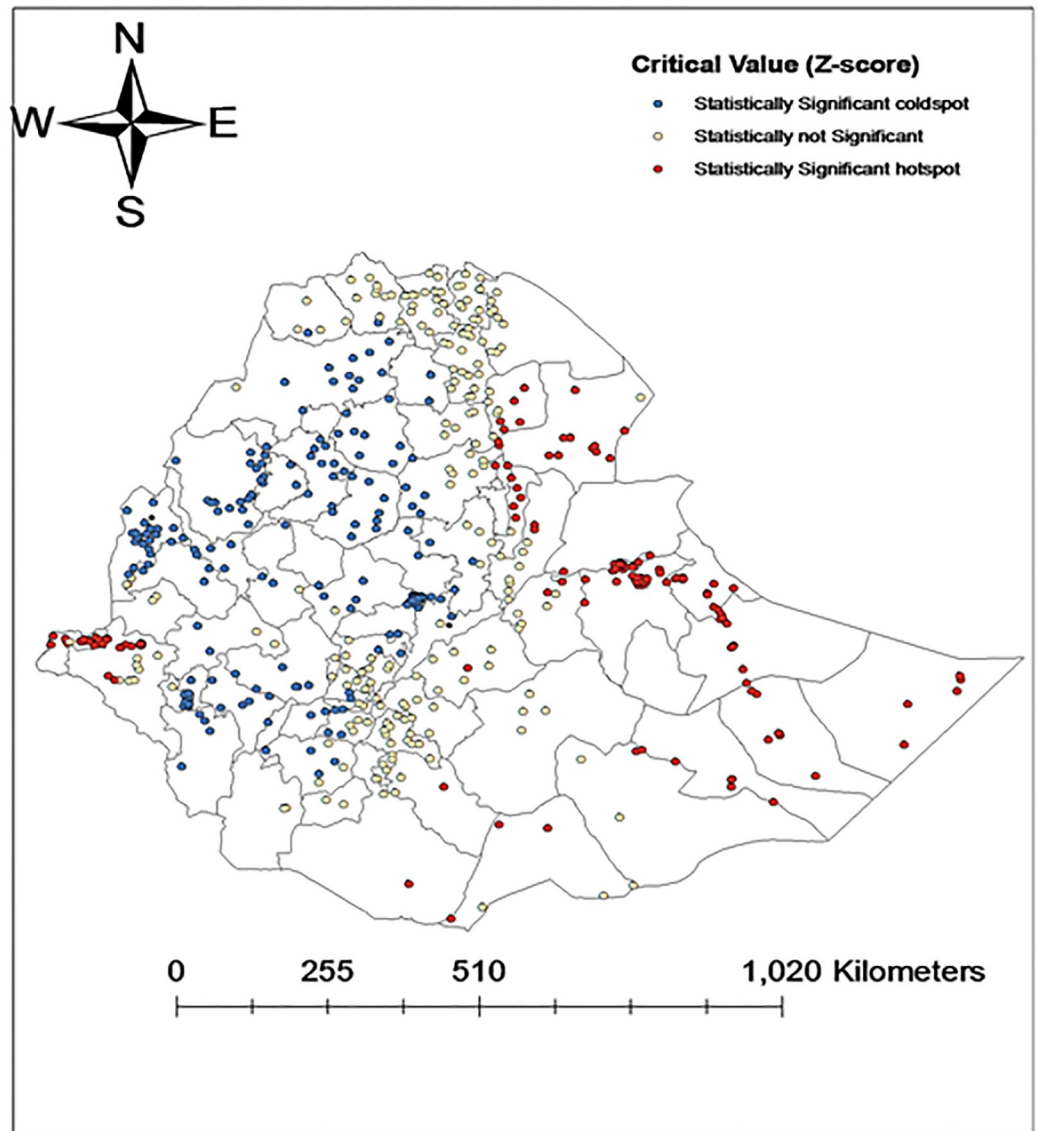 N
W E
S
Critical Value (Z-score)
Statistically Significant coldspot
Statistically not Significant
Statistically Significant hotspot
0 255 510 1,020 Kilometers